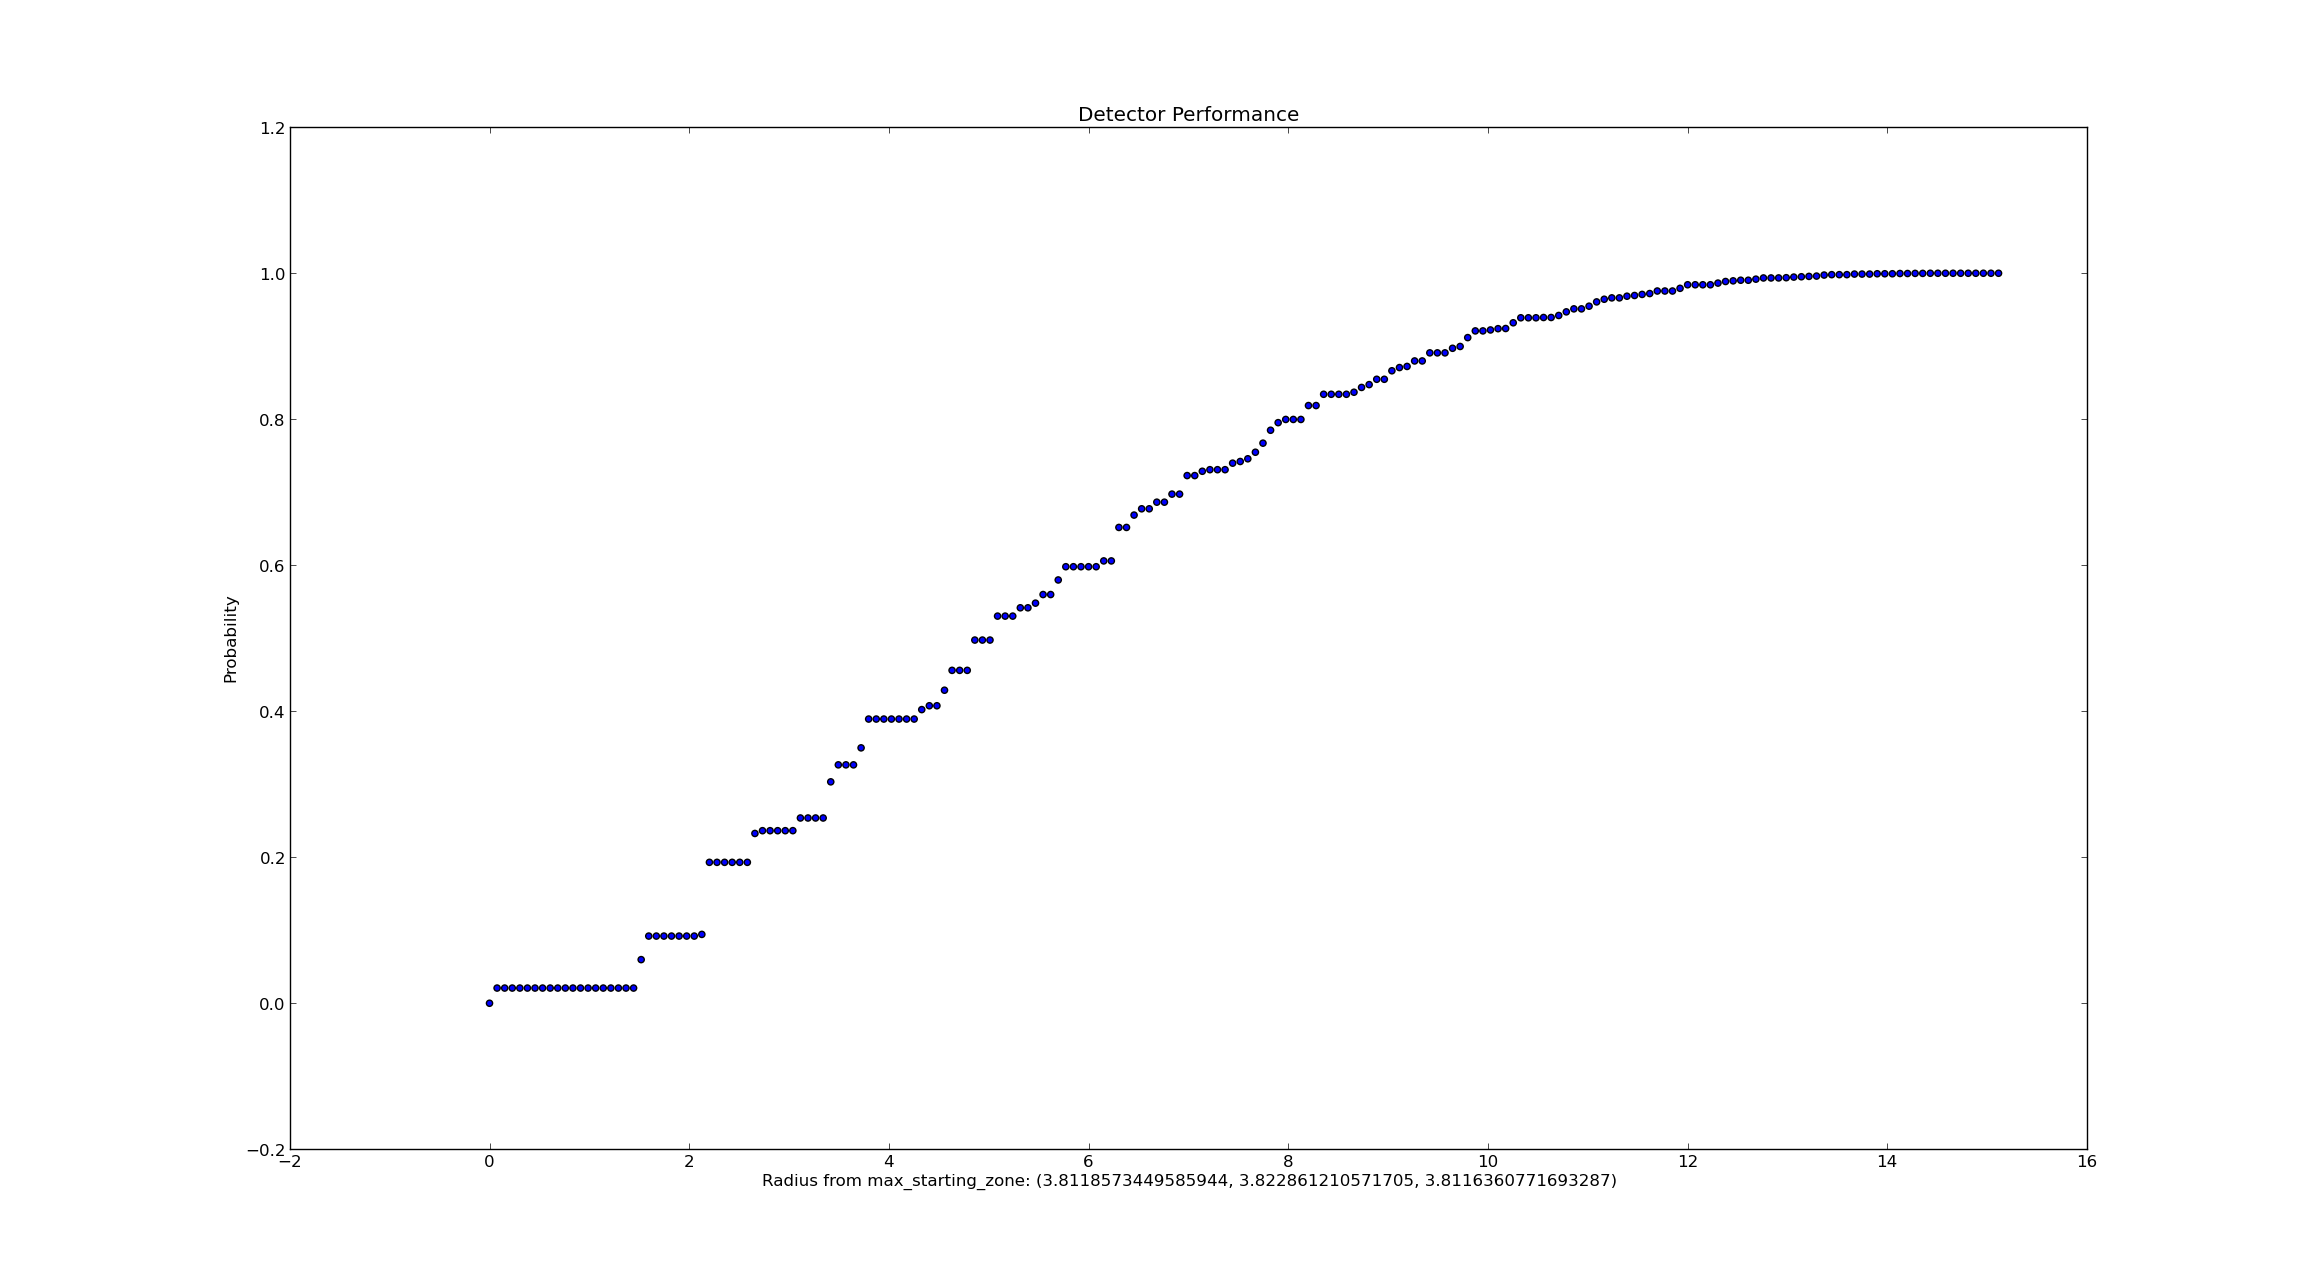 Detector Performance
1.2
1.0
0.8
0.6
0.4
0.2
0.0
−0.2
Probability
−2 0 2 4 6 8 10 12 14 16
Radius from max_starting_zone: (3.8118573449585944, 3.822861210571705, 3.8116360771693287)